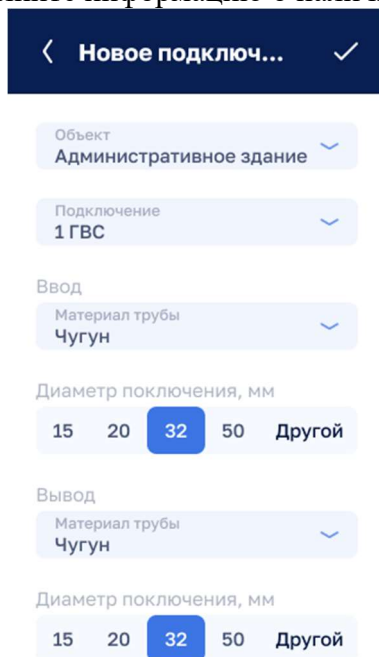 Новое подключ...
Объект
Административное здание
Подключение
1 ГВС
Ввод
Материал трубы
Чугун
Диаметр поключения, мм
15 20 32 50 Другой
Вывод
Материал трубы
Чугун
Диаметр поключения, мм
15 20 32 50 Другой